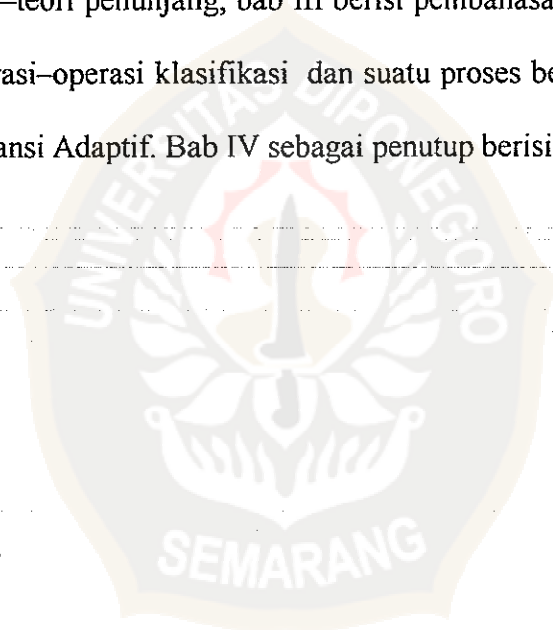 –teori penunjang, bab III berisi pembahasa
rasi–operasi klasifikasi dan suatu proses be
ansi Adaptif. Bab IV sebagai penutup berisi
UNIVERSITAS DIPONEGORO
SEMARANG